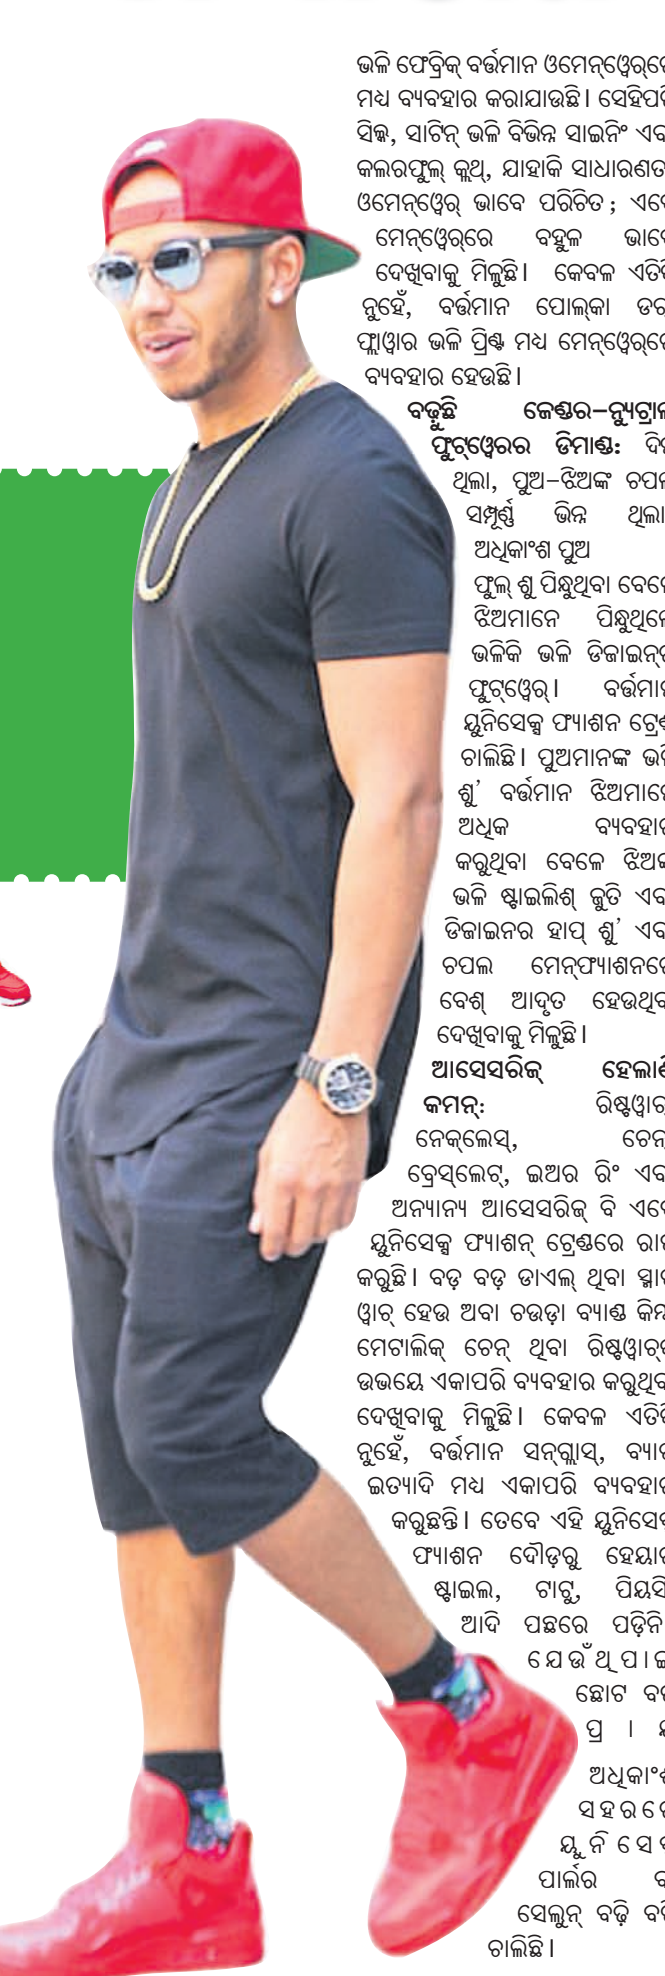 ଭଳି ଫେବ୍ରିକ୍ ବର୍ତ୍ତମାନ ଓମେନ୍‌ୱେର୍‌ରେ
ମଧ୍ୟ ବ୍ୟବହାର କରାଯାଉଛି। ସେହିପରି
ସିଲ୍କ, ସାଟିନ୍ ଭଳି ବିଭିନ୍ନ ସାଇନିଂ ଏବଂ
କଲରଫୁଲ୍ କ୍ଲଥ୍, ଯାହାକି ସାଧାରଣତଃ
ଓମେନ୍‌ୱେର୍ ଭାବେ ପରିଚିତ; ଏବେ
ମେନ୍‌ୱେର୍‌ରେ ବହୁଳ ଭାବେ
ଦେଖିବାକୁ ମିଳୁଛି। କେବଳ ଏତିକି
ନୁହେଁ, ବର୍ତ୍ତମାନ ପୋଲ୍‌କା ଡଟ୍
ଫ୍ଲାୱାର ଭଳି ପ୍ରିଣ୍ଟ ମଧ୍ୟ ମେନ୍‌ୱେର୍‌ରେ
ବ୍ୟବହାର ହେଉଛି।
ବଢ଼ୁଛି ଜେଣ୍ଡର-ନ୍ୟୁଟ୍ରାଲ
ଫୁଟ୍‌ୱେରର ଡିମାଣ୍ଡ: ଦିନ
ଥିଲା, ପୁଅ-ଝିଅଙ୍କ ଚପଲ
ସମ୍ପୂର୍ଣ୍ଣ ଭିନ୍ନ ଥିଲା
ଅଧିକାଂଶ ପୁଅ
ଫୁଲ୍ ଶୁ ପିନ୍ଧୁଥିବା ବେଳେ
ଝିଅମାନେ ପିନ୍ଧୁଥିଲେ
ଭଳିକି ଭଳି ଡିଜାଇନ୍‌ର
ଫୁଟ୍‌ୱେର୍। ବର୍ତ୍ତମାନ
ୟୁନିସେକ୍ସ ଫ୍ୟାଶନ ଟ୍ରେଣ୍ଡ
ଚାଲିଛି। ପୁଅମାନଙ୍କ ଭଳି
ଶୁ' ବର୍ତ୍ତମାନ ଝିଅମାନେ
ଅଧିକ ବ୍ୟବହାର
କରୁଥିବା ବେଳେ ଝିଅଙ୍କ
ଭଳି ଷ୍ଟାଇଲିଶ୍ ଜୁତି ଏବଂ
ଡିଜାଇନର ହାପ୍ ଶୁ' ଏବଂ
ଚପଲ ମେନ୍‌ଫ୍ୟାଶନରେ
ବେଶ୍ ଆଦୃତ ହେଉଥିବା
ଦେଖିବାକୁ ମିଳୁଛି।
ଆସେସରିଜ୍ ହେଲାଣି
କମନ୍: ରିଷ୍ଟୱାଚ୍
ନେକ୍‌ଲେସ୍, ଚେନ୍
ବ୍ରେସ୍‌ଲେଟ୍, ଇଅର ରିଂ ଏବଂ
ଅନ୍ୟାନ୍ୟ ଆସେସରିଜ୍ ବି ଏବେ
ୟୁନିସେକ୍ସ ଫ୍ୟାଶନ୍ ଟ୍ରେଣ୍ଡରେ ରାଜ
କରୁଛି। ବଡ଼ ବଡ଼ ଡାଏଲ୍ ଥିବା ସ୍ମାର୍ଟ
ୱାଚ୍ ହେଉ ଅବା ଚଉଡ଼ା ବ୍ୟାଣ୍ଡ କିମ୍ବା
ମେଟାଲିକ୍ ଚେନ୍ ଥିବା ରିଷ୍ଟୱାଚ୍‌କୁ
ଉଭୟେ ଏକାପରି ବ୍ୟବହାର କରୁଥିବା
ଦେଖିବାକୁ ମିଳୁଛି। କେବଳ ଏତିକି
ନୁହେଁ, ବର୍ତ୍ତମାନ ସନ୍‌ଗ୍ଲାସ୍, ବ୍ୟାଗ
ଇତ୍ୟାଦି ମଧ୍ୟ ଏକାପରି ବ୍ୟବହାର
କରୁଛନ୍ତି। ତେବେ ଏହି ୟୁନିସେକ୍ସ
ଫ୍ୟାଶନ ଦୌଡ଼ରୁ ହେୟାର
ଷ୍ଟାଇଲ, ଟାଟୁ, ପିୟସିଂ
ଆଦି ପଛରେ ପଡ଼ିନି
ଯେଉଁଥିପାଇଁ
ଛୋଟ ବଡ
ପ୍ରା
ଅଧିକାଂଶ
ସହରରେ
ୟୁନିସେକ୍ସ
ପାର୍ଲର ବା
ସେଲୁନ୍ ବଢ଼ି ବଢ଼ି
ଚାଲିଛି।